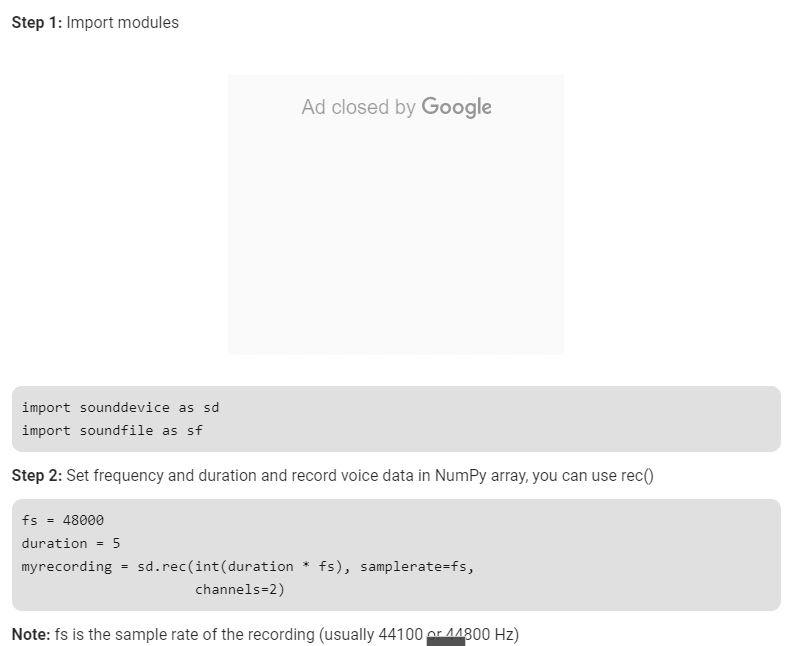 Step 1: Import modules
Ad closed by Google
import sounddevice as sd
import soundfile as sf
Step 2: Set frequency and duration and record voice data in NumPy array, you can use rec()
fs = 48000
duration = 5
myrecording = sd.rec(int(duration * fs), samplerate=fs,
channels=2)
Note: fs is the sample rate of the recording (usually 44100 or 44800 Hz)